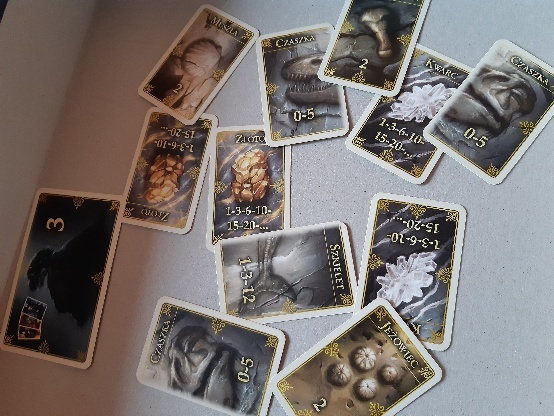 MUSZLA
2
CZASZKA
0-5
2
KWARC
1-3-6-10-
15-20-...
CZASZKA
0-5
ZŁOTO
1-3-6-10-
15-20-...
ZŁOTO
1-3-6-10-
15-20-...
3
SZKIELET
1-3-12
1-3-6-10-
15-20-...
CZASZKA
0-5
JEŻOWIEC
2